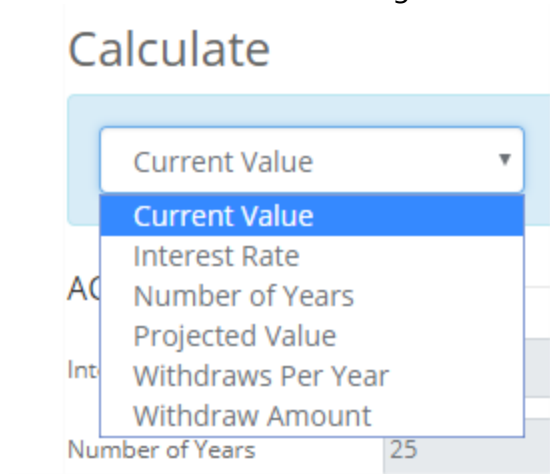 Calculate
Current Value
Current Value
Interest Rate
Number of Years
Projected Value
Withdraws Per Year
Withdraw Amount
Number of Years 25